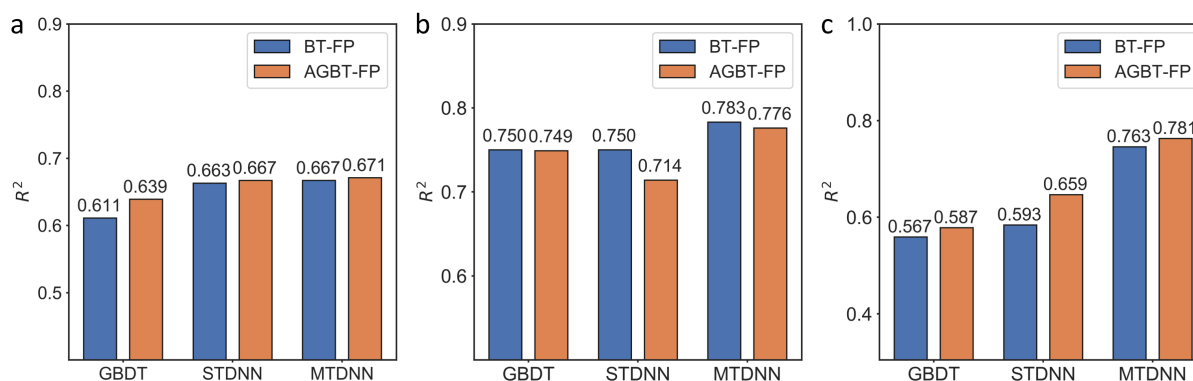 a
0.9
0.8
0.7
0.6
0.5
R²
BT-FP
AGBT-FP
0.611
0.639
0.663
0.667
0.667
0.671
GBDT
STDNN
MTDNN
b
0.9
0.8
0.7
0.6
R²
BT-FP
AGBT-FP
0.750
0.749
0.750
0.714
0.783
0.776
GBDT
STDNN
MTDNN
c
1.0
0.8
0.6
0.4
R²
BT-FP
AGBT-FP
0.567
0.587
0.593
0.659
0.763
0.781
GBDT
STDNN
MTDNN